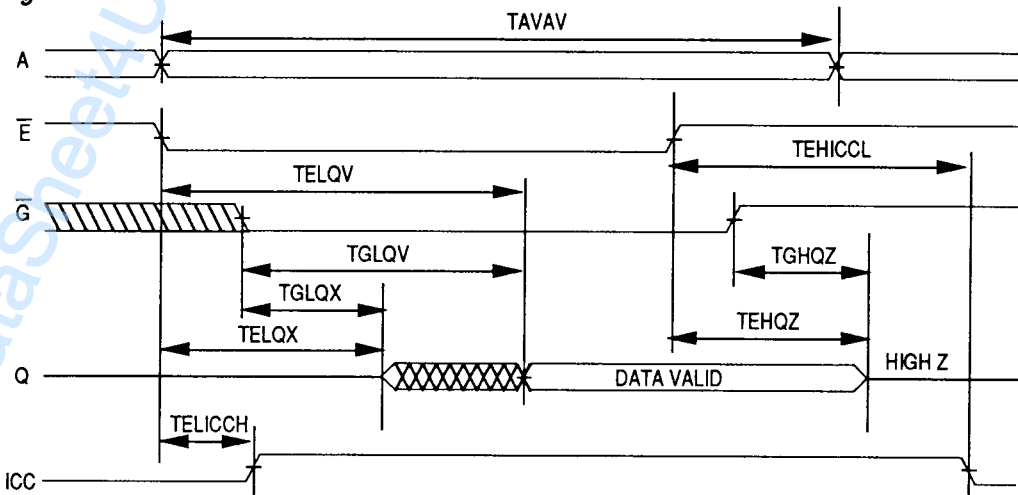 TAVAV
A
E
TEHICCL
TELQV
G
TGLQV
TGHQZ
TGLQX
TELQX
TEHQZ
Q
DATA VALID
HIGH Z
TELICCH
ICC